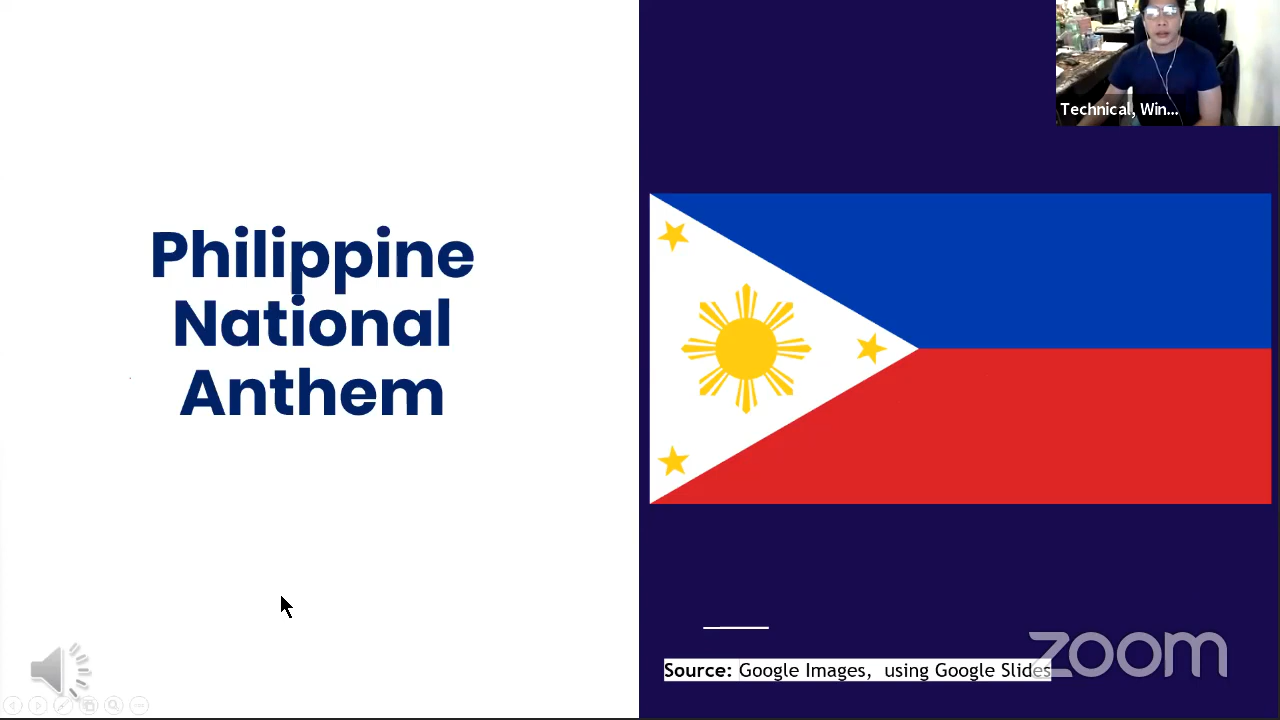 Philippine
National
Anthem
Technical, Win...
Source: Google Images,  using Google Slides
zoom